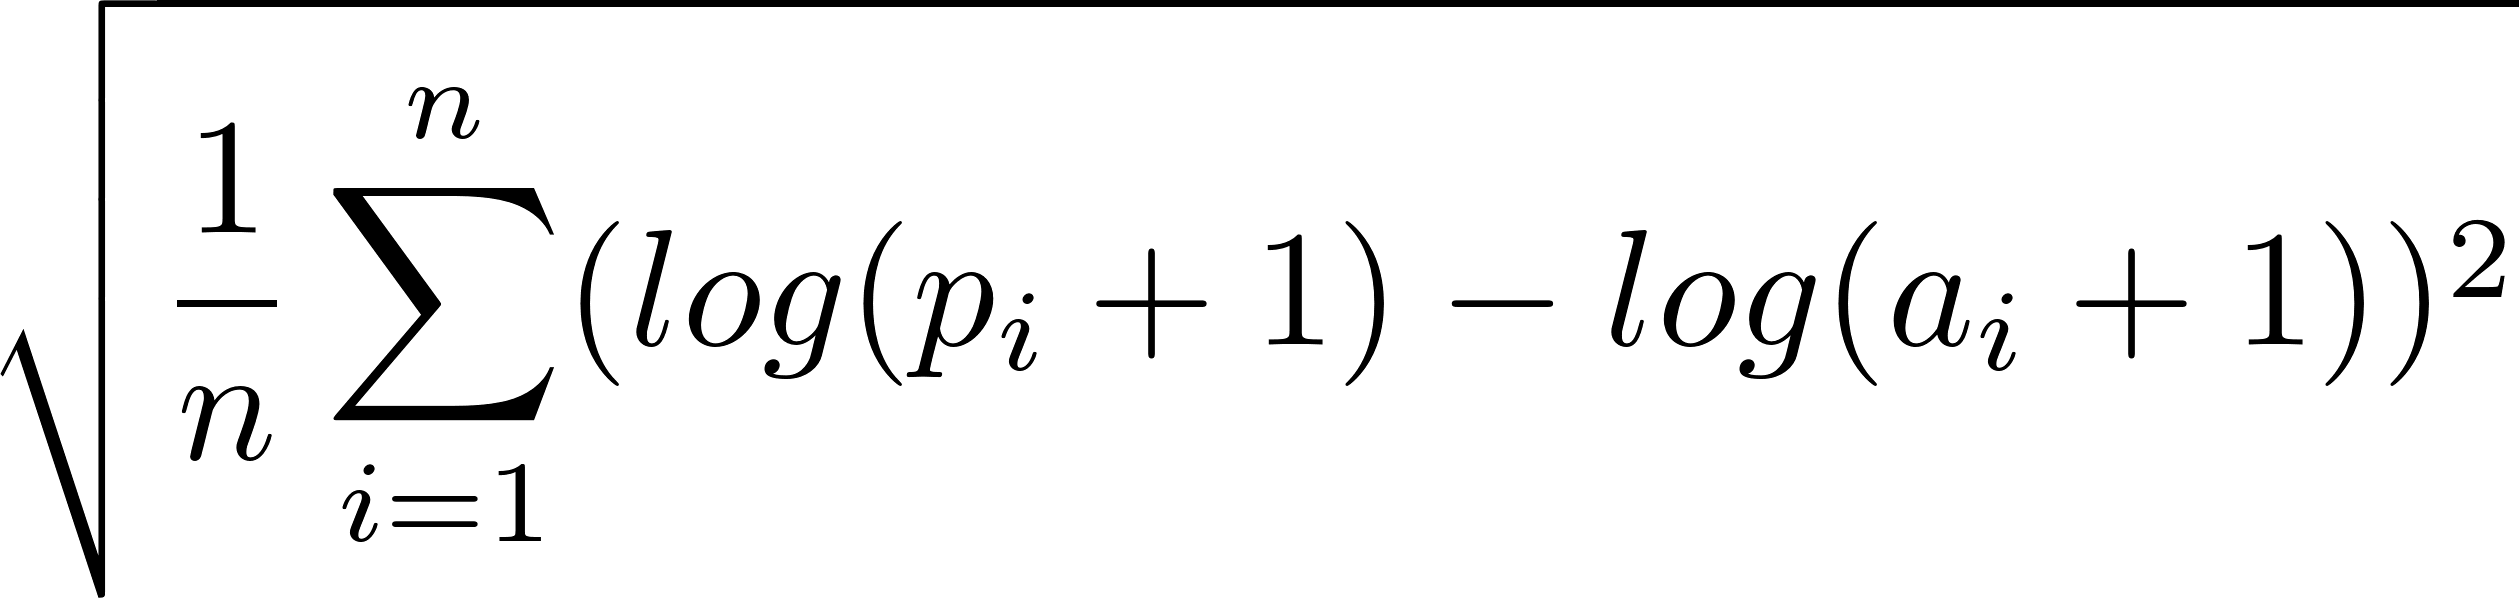 \sqrt{\frac{1}{n} \sum_{i=1}^{n} (log(p_i + 1) - log(a_i + 1))^2}